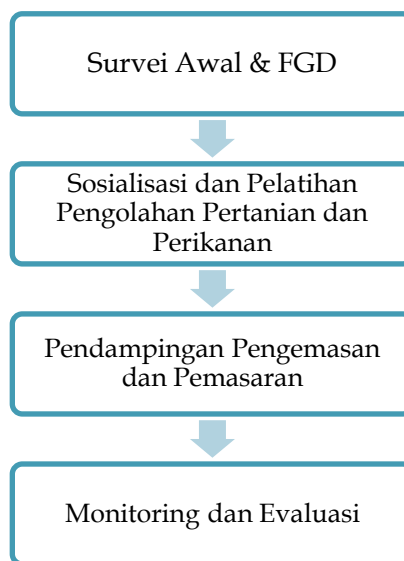 Survei Awal & FGD
Sosialisasi dan Pelatihan
Pengolahan Pertanian dan
Perikanan
Pendampingan Pengemasan
dan Pemasaran
Monitoring dan Evaluasi